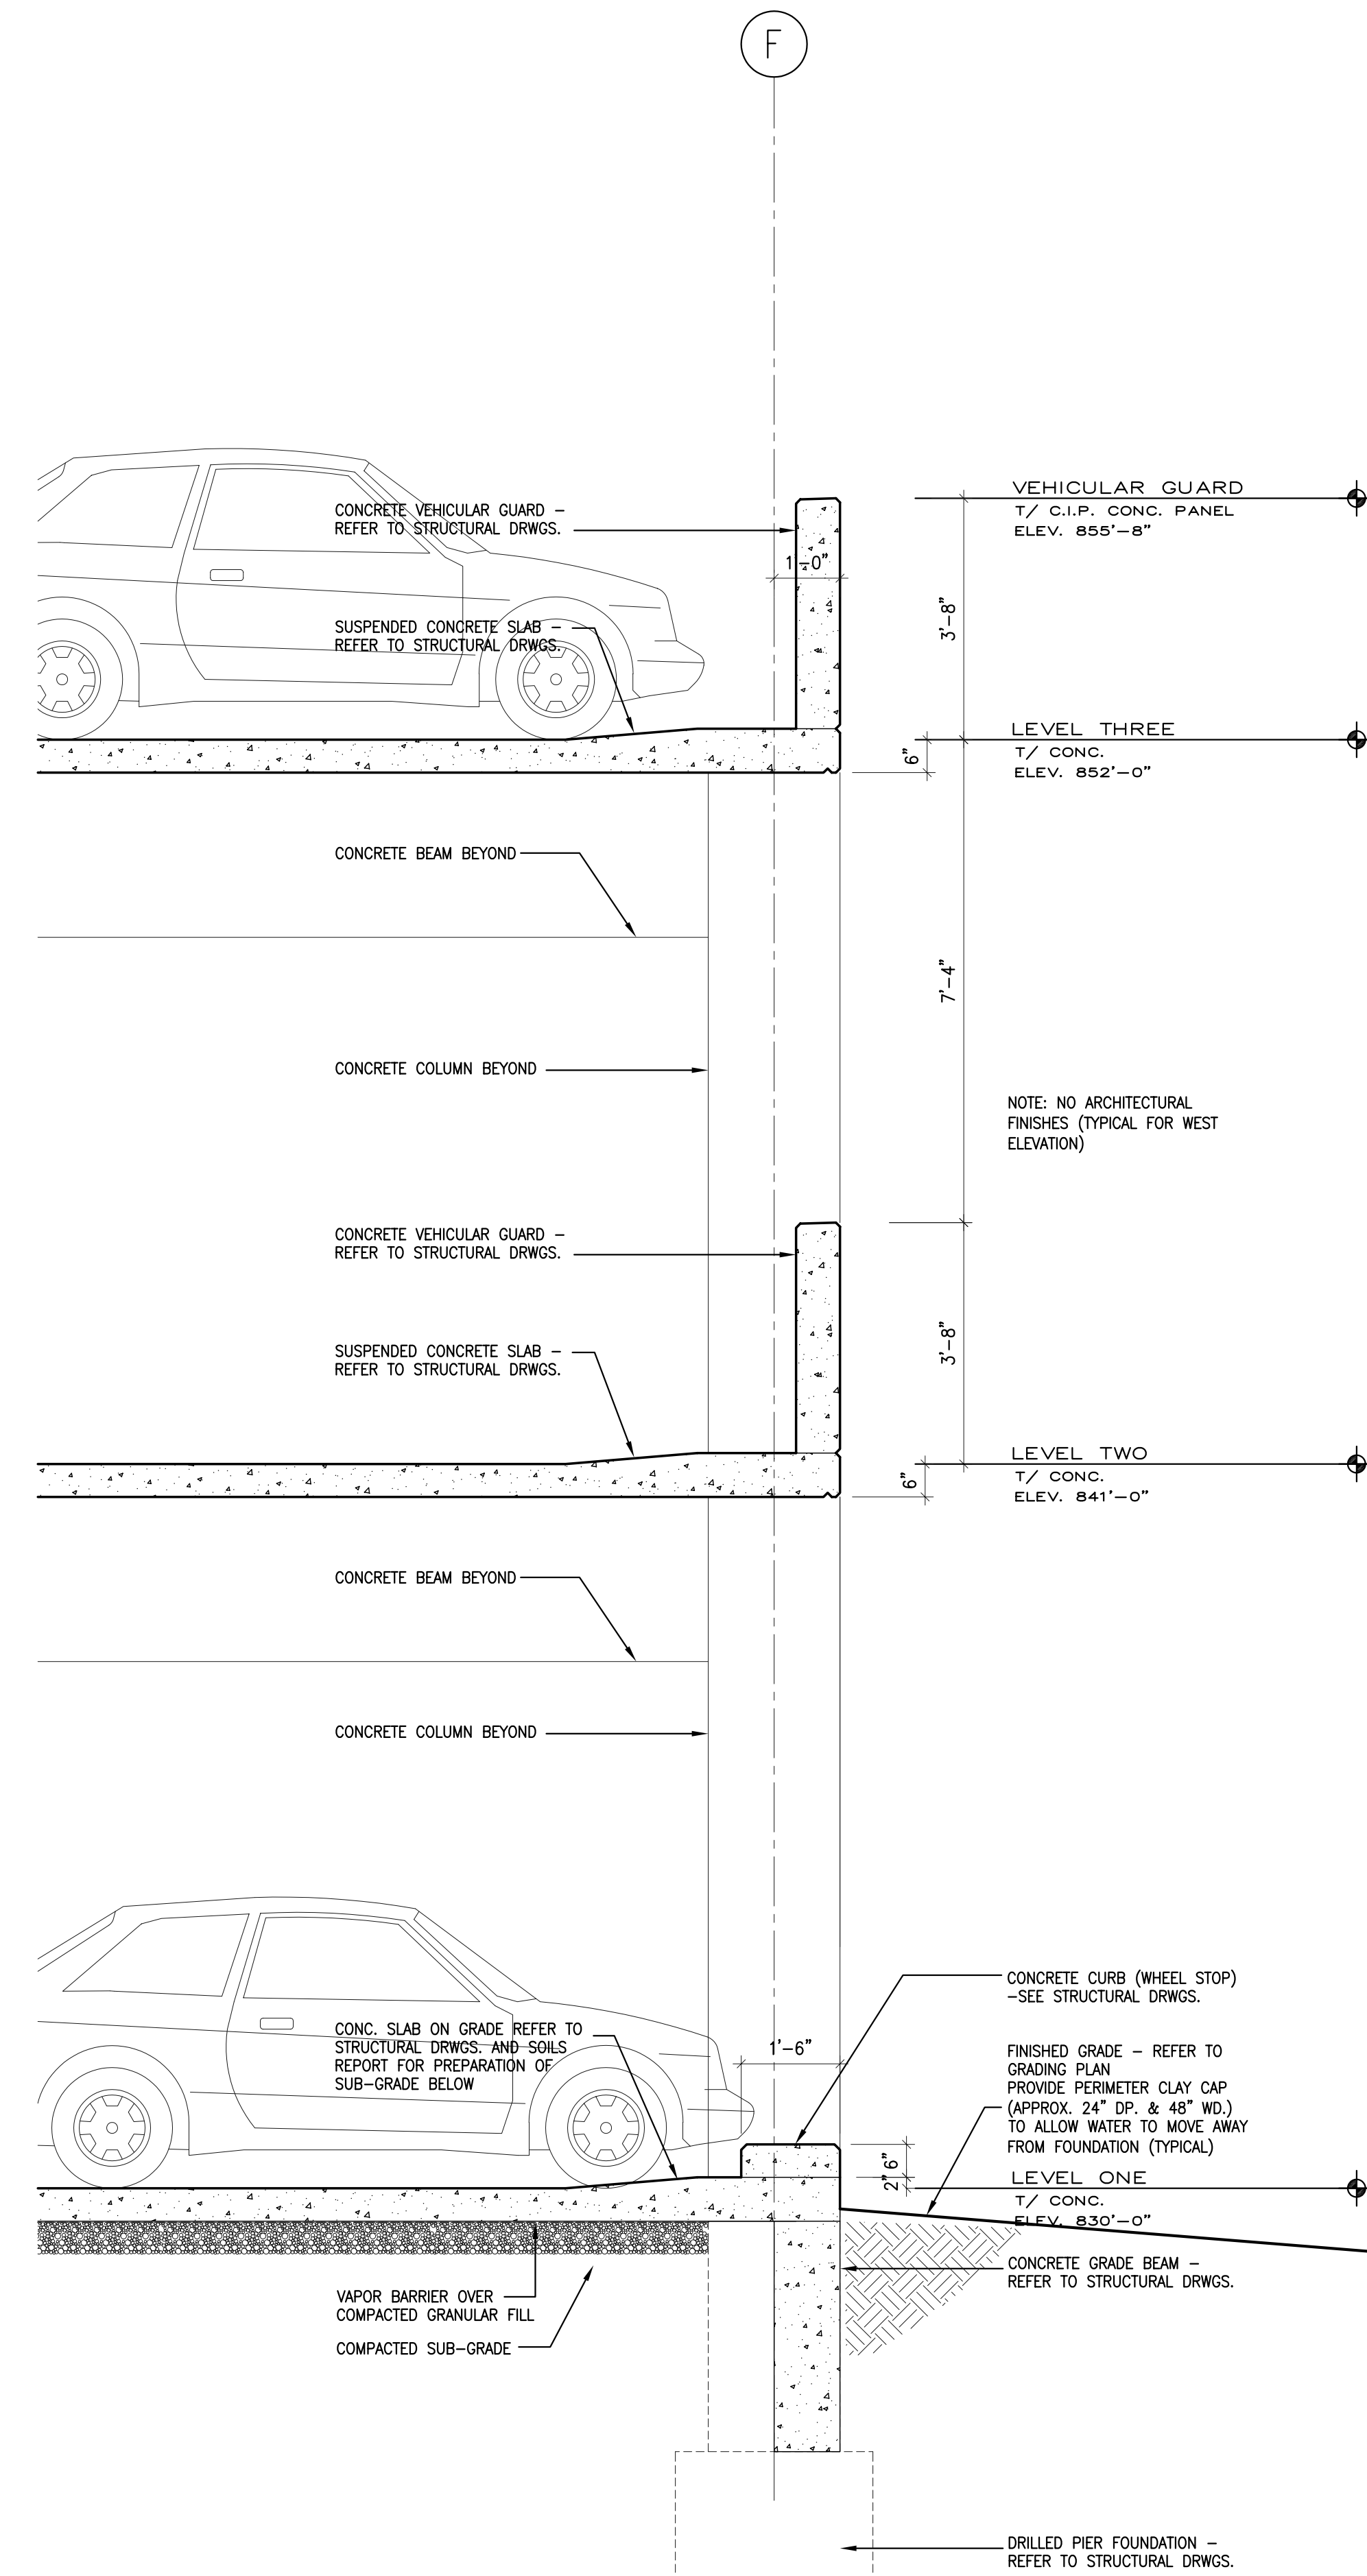 F
VEHICULAR GUARD
T/ C.I.P. CONC. PANEL
ELEV. 855'-8"
CONCRETE VEHICULAR GUARD -
REFER TO STRUCTURAL DRWGS.
1'-0"
3'-8"
SUSPENDED CONCRETE SLAB -
REFER TO STRUCTURAL DRWGS.
LEVEL THREE
T/ CONC.
ELEV. 852'-0"
6"
CONCRETE BEAM BEYOND
7'-4"
CONCRETE COLUMN BEYOND
NOTE: NO ARCHITECTURAL
FINISHES (TYPICAL FOR WEST
ELEVATION)
CONCRETE VEHICULAR GUARD -
REFER TO STRUCTURAL DRWGS.
3'-8"
SUSPENDED CONCRETE SLAB -
REFER TO STRUCTURAL DRWGS.
LEVEL TWO
T/ CONC.
ELEV. 841'-0"
6"
CONCRETE BEAM BEYOND
CONCRETE COLUMN BEYOND
CONCRETE CURB (WHEEL STOP)
-SEE STRUCTURAL DRWGS.
CONC. SLAB ON GRADE REFER TO
STRUCTURAL DRWGS. AND SOILS
REPORT FOR PREPARATION OF
SUB-GRADE BELOW
1'-6"
FINISHED GRADE - REFER TO
GRADING PLAN
PROVIDE PERIMETER CLAY CAP
(APPROX. 24" DP. & 48" WD.)
TO ALLOW WATER TO MOVE AWAY
FROM FOUNDATION (TYPICAL)
6"
2"
LEVEL ONE
T/ CONC.
ELEV. 830'-0"
CONCRETE GRADE BEAM -
REFER TO STRUCTURAL DRWGS.
VAPOR BARRIER OVER
COMPACTED GRANULAR FILL
COMPACTED SUB-GRADE
DRILLED PIER FOUNDATION -
REFER TO STRUCTURAL DRWGS.